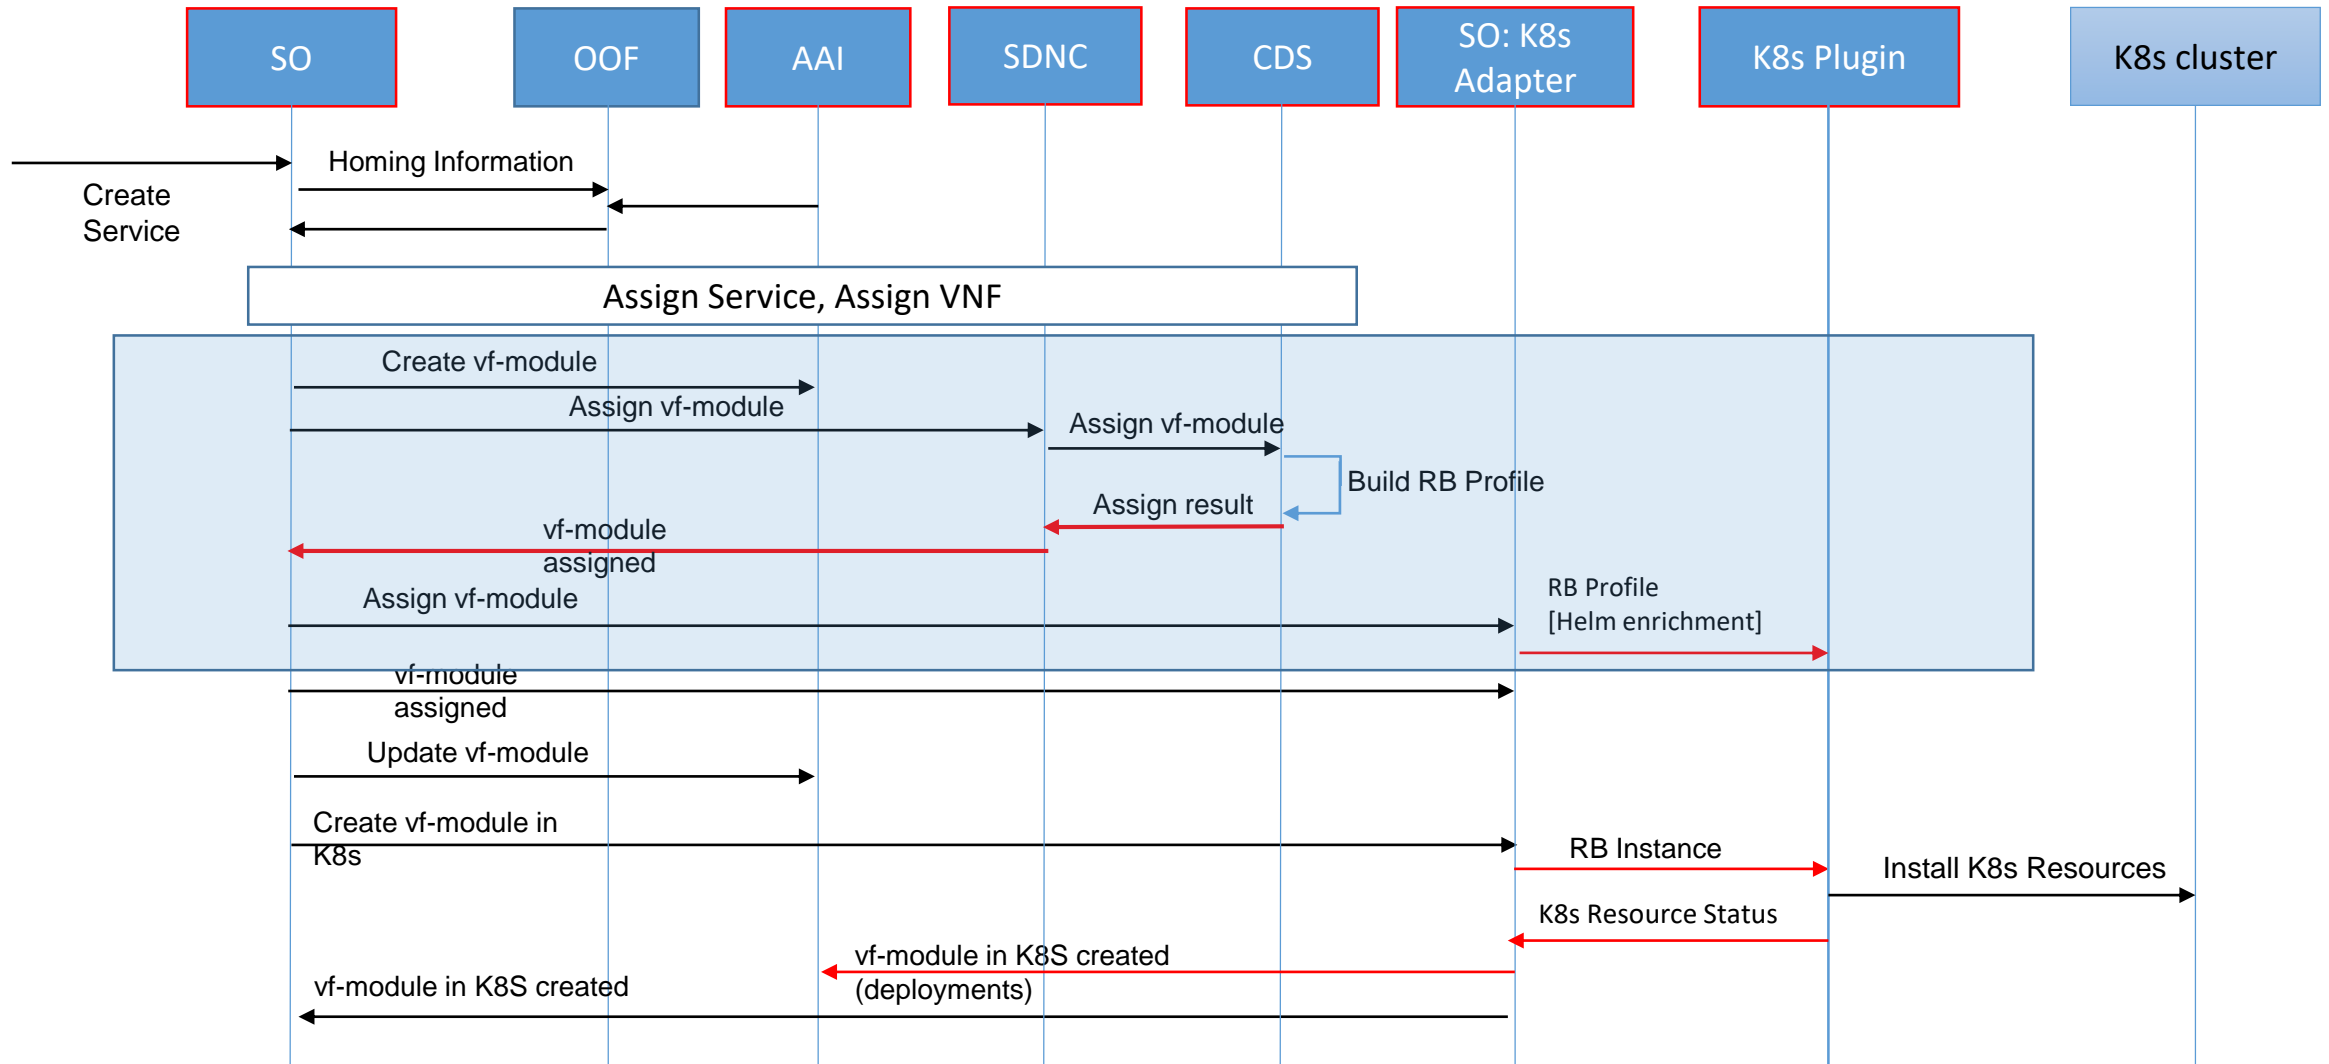 SO
OOF
AAI
SDNC
CDS
SO: K8s
Adapter
K8s Plugin
K8s cluster
Homing Information
Create
Service
Assign Service, Assign VNF
Create vf-module
Assign vf-module
Assign vf-module
Build RB Profile
Assign result
vf-module
assigned
Assign vf-module
RB Profile
[Helm enrichment]
vf-module
assigned
Update vf-module
Create vf-module in
K8s
RB Instance
Install K8s Resources
K8s Resource Status
vf-module in K8S created
(deployments)
vf-module in K8S created